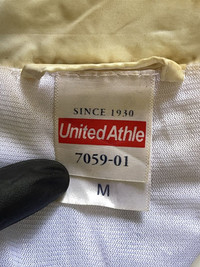 SINCE 1930
United Athle
7059-01
M